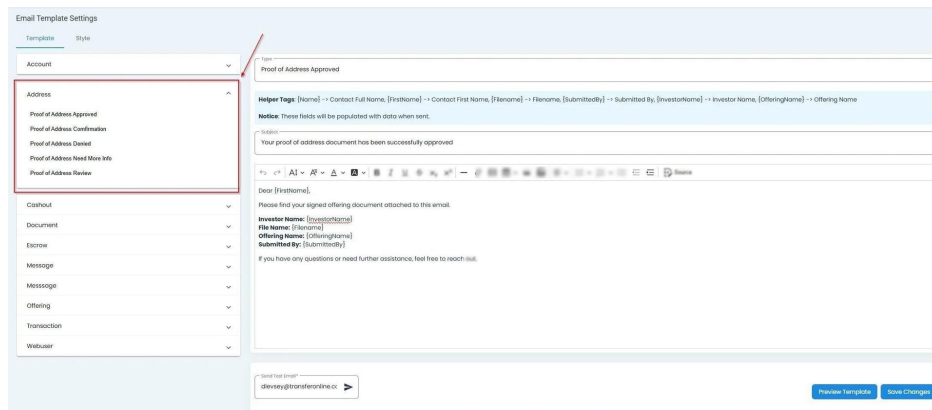 Email Template Settings
Template Style
Account
Address
Proof of Address Approved
Proof of Address Comfirmation
Proof of Address Denied
Proof of Address Need More Info
Proof of Address Review
Cashout
Document
Escrow
Message
Messsage
Offering
Transaction
Webuser
Type
Proof of Address Approved
Helper Tags: {Name} -> Contact Full Name, {FirstName} -> Contact First Name, {Filename} -> Filename, {SubmittedBy} -> Submitted By, {InvestorName} -> Investor Name, {OfferingName} -> Offering Name
Notice: These fields will be populated with data when sent.
Subject
Your proof of address document has been successfully approved
Source
Dear {FirstName},
Please find your signed offering document attached to this email.
Investor Name: {InvestorName}
File Name: {Filename}
Offering Name: {OfferingName}
Submitted By: {SubmittedBy}
If you have any questions or need further assistance, feel free to reach out.
Send Test Email*
dlevsey@transferonline.cc
Preview Template Save Changes